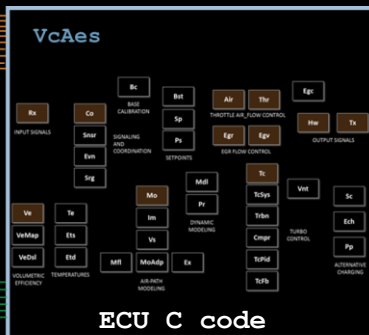 VcAes
Bc
BASE
CALIBRATION
Bst
Sp
Ps
SETPOINTS
Air
Thr
THROTTLE AIR_FLOW CONTROL
Egr
Egv
EGR FLOW CONTROL
Egc
Hw
Tx
OUTPUT SIGNALS
Rx
INPUT SIGNALS
Co
Snsr
Evm
Srg
SIGNALING
AND
COORDINATION
Ve
VeMap
VeDsl
VOLUMETRIC
EFFICIENCY
Te
Ets
Etd
TEMPERATURES
Mo
Im
Vs
Mfl
MoAdp
Ex
AIR-PATH
MODELING
Mdl
Pr
DYNAMIC
MODELING
Tc
TcSys
Trbn
Cmpr
TcPid
TcFb
Vnt
TURBO
CONTROL
Sc
Ech
Pp
ALTERNATIVE
CHARGING
ECU C code